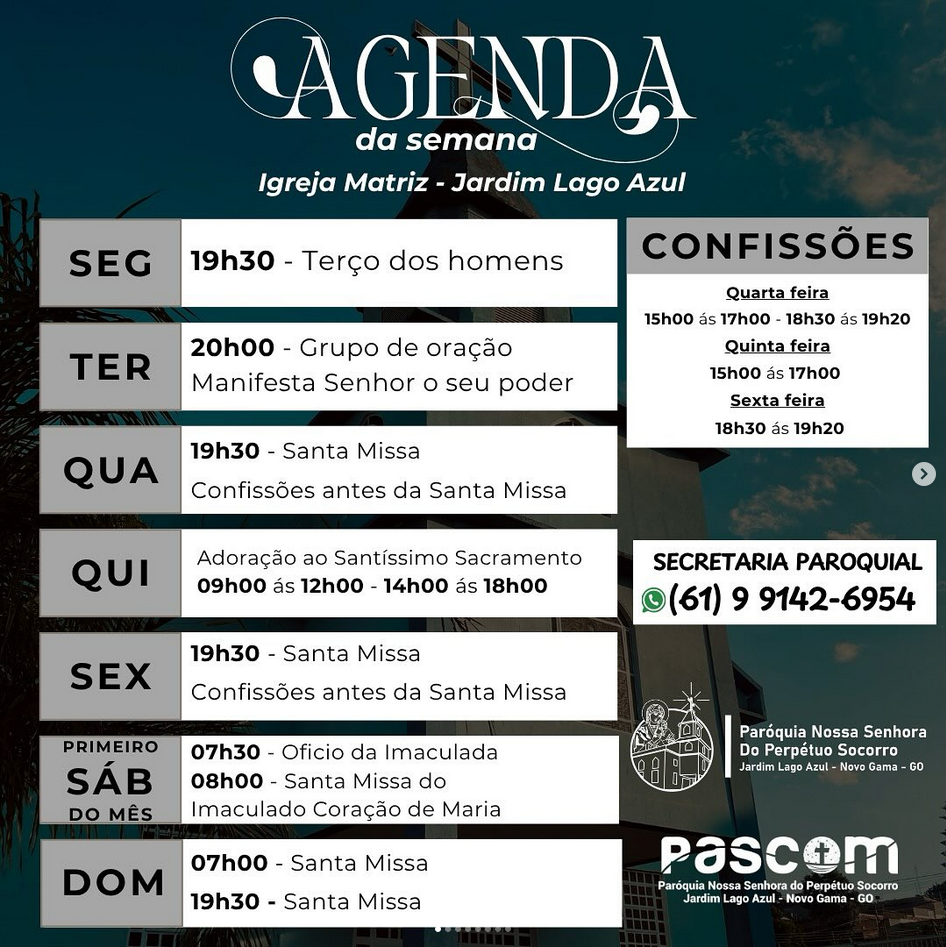 AGENDA
da semana
Igreja Matriz - Jardim Lago Azul
SEG
19h30 - Terço dos homens
TER
20h00 - Grupo de oração
Manifesta Senhor o seu poder
QUA
19h30 - Santa Missa
Confissões antes da Santa Missa
QUI
Adoração ao Santíssimo Sacramento
09h00 ás 12h00 - 14h00 ás 18h00
SEX
19h30 - Santa Missa
Confissões antes da Santa Missa
PRIMEIRO
SÁB
DO MÊS
07h30 - Oficio da Imaculada
08h00 - Santa Missa do
Imaculado Coração de Maria
DOM
07h00 - Santa Missa
19h30 - Santa Missa
CONFISSÕES
Quarta feira
15h00 ás 17h00 - 18h30 ás 19h20
Quinta feira
15h00 ás 17h00
Sexta feira
18h30 ás 19h20
SECRETARIA PAROQUIAL
(61) 9 9142-6954
Paróquia Nossa Senhora
Do Perpétuo Socorro
Jardim Lago Azul - Novo Gama - GO
pascom
Paróquia Nossa Senhora do Perpétuo Socorro
Jardim Lago Azul - Novo Gama - GO